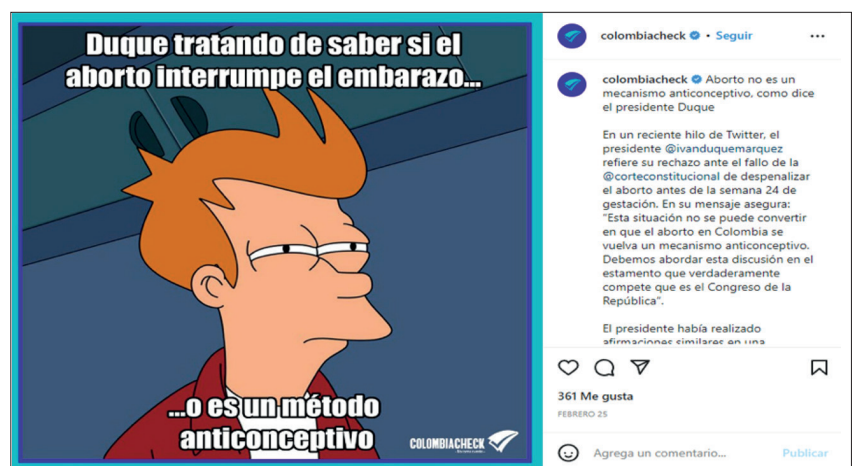 Duque tratando de saber si el
aborto interrumpe el embarazo...
...o es un método
anticonceptivo
COLOMBIACHECK
colombiacheck • Seguir
colombiacheck Aborto no es un
mecanismo anticonceptivo, como dice
el presidente Duque
En un reciente hilo de Twitter, el
presidente @ivanduquemarquez
refiere su rechazo ante el fallo de la
@corteconstitucional de despenalizar
el aborto antes de la semana 24 de
gestación. En su mensaje asegura:
"Esta situación no se puede convertir
en que el aborto en Colombia se
vuelva un mecanismo anticonceptivo.
Debemos abordar esta discusión en el
estamento que verdaderamente
compete que es el Congreso de la
República".
El presidente había realizado
afirmaciones similares en una
361 Me gusta
FEBRERO 25
Agrega un comentario...
Publicar